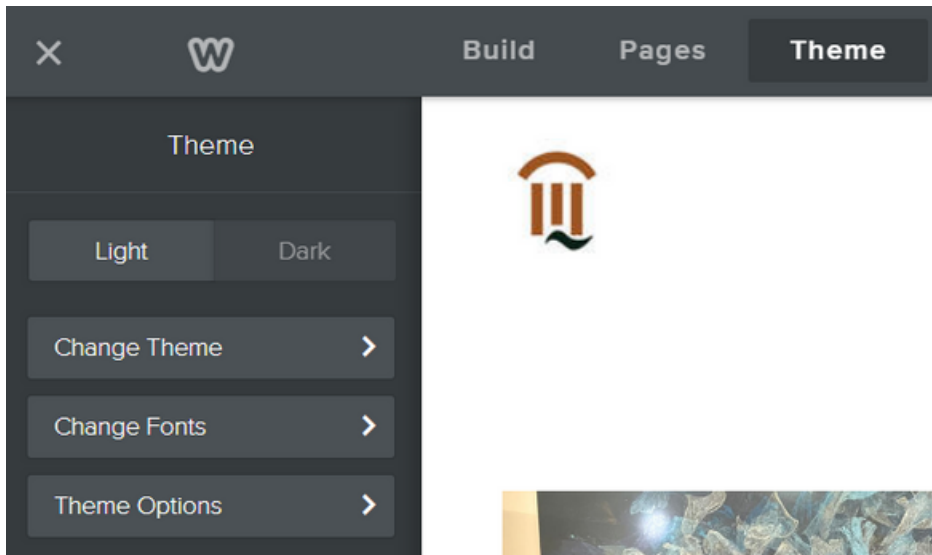 Build Pages Theme
Theme
Light Dark
Change Theme
Change Fonts
Theme Options